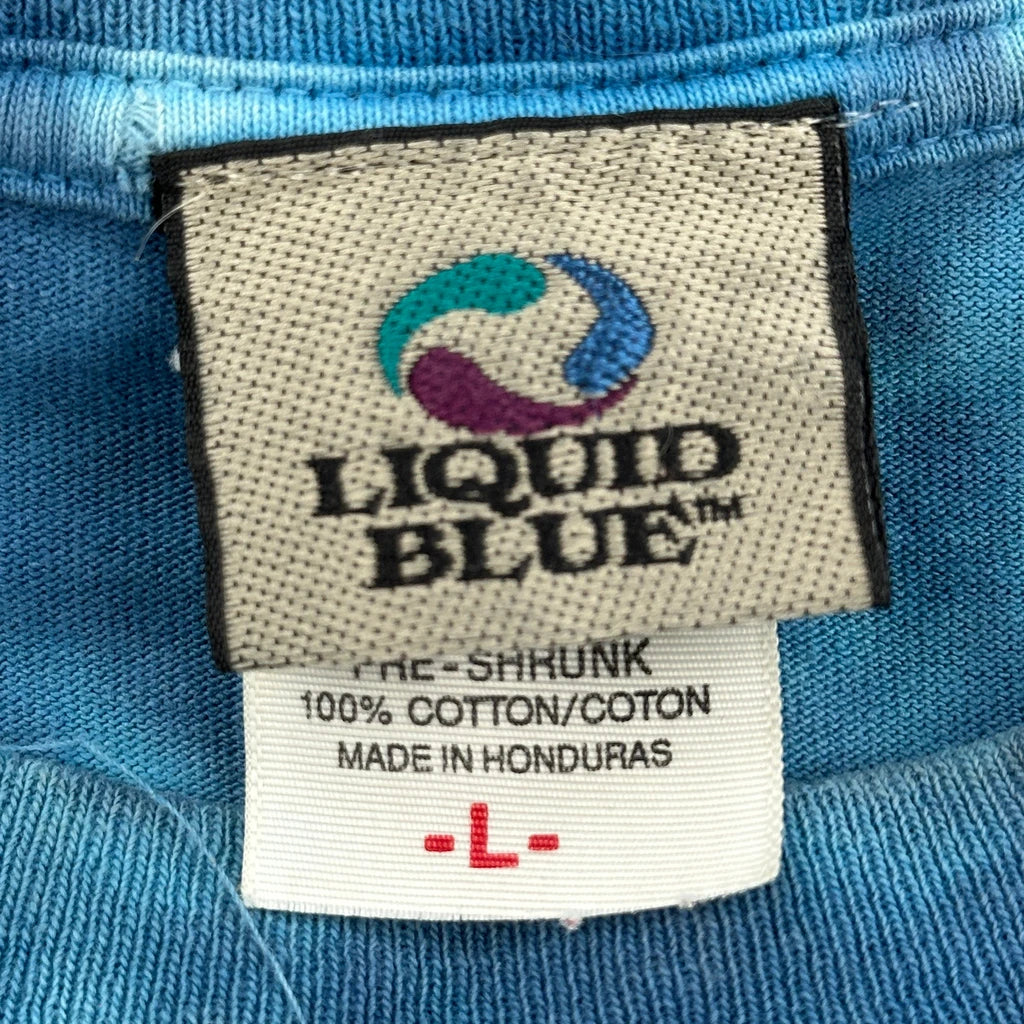 LIQUID
BLUE™
PRE-SHRUNK
100% COTTON/COTON
MADE IN HONDURAS
-L-